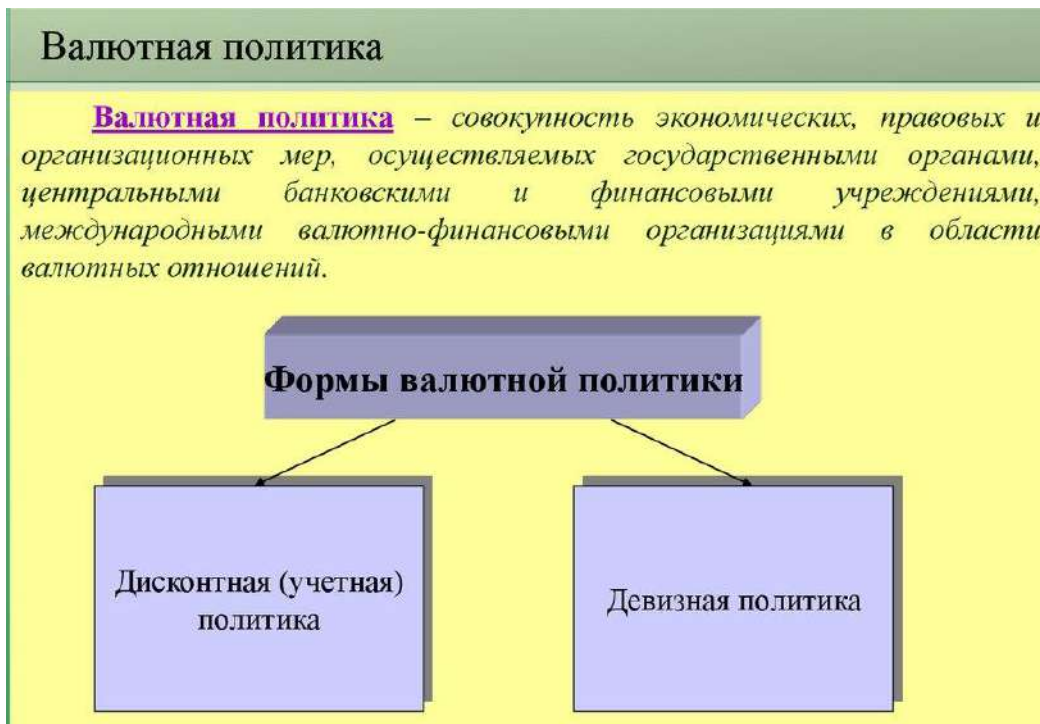 Валютная политика
Валютная политика – совокупность экономических, правовых и
организационных мер, осуществляемых государственными органами,
центральными банковскими и финансовыми учреждениями,
международными валютно-финансовыми организациями в области
валютных отношений.
Формы валютной политики
Дисконтная (учетная)
политика
Девизная политика